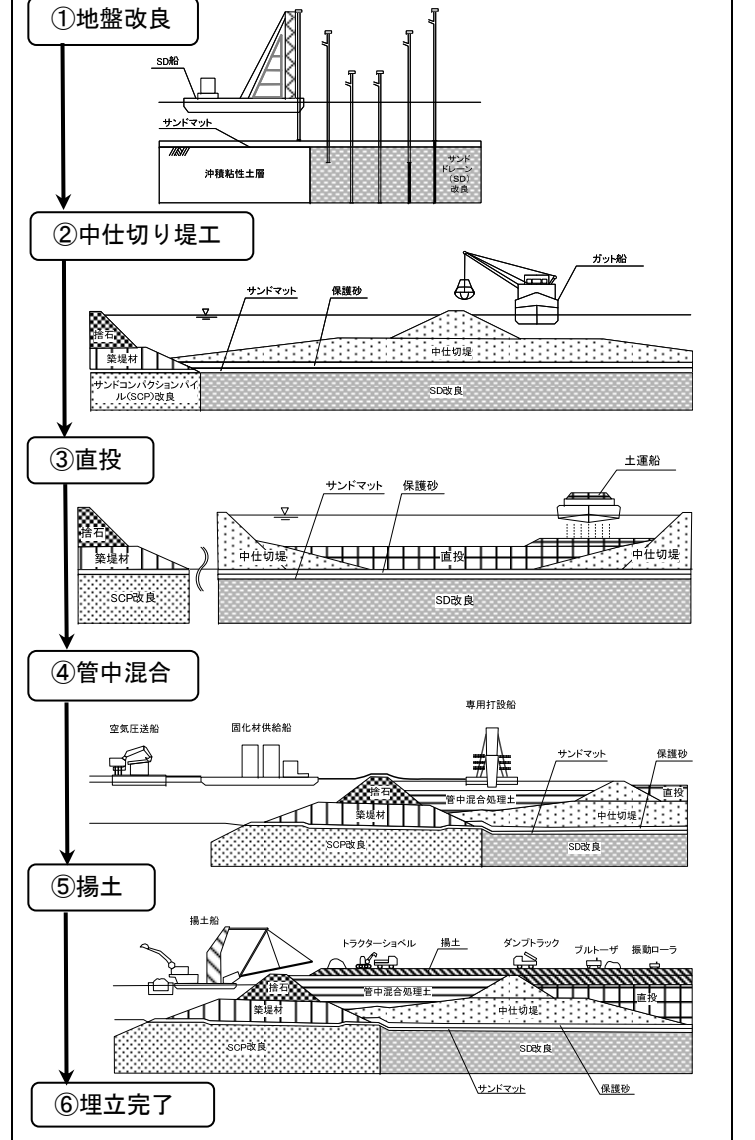 ①地盤改良
SD船
サンドマット
沖積粘性土層
サンド
ドレーン
(SD)
改良
②中仕切り堤工
ガット船
サンドマット
保護砂
捨石
築堤材
中仕切堤
サンドコンパクションパイ
ル(SCP)改良
SD改良
③直投
土運船
サンドマット
保護砂
捨石
築堤材
中仕切堤
直投
中仕切堤
SCP改良
SD改良
④管中混合
専用打設船
空気圧送船
固化材供給船
サンドマット
保護砂
捨石
管中混合処理土
直投
築堤材
中仕切堤
SCP改良
SD改良
⑤揚土
揚土船
トラクターショベル
揚土
ダンプトラック
ブルトーザ
振動ローラ
捨石
管中混合処理土
直投
築堤材
中仕切堤
SCP改良
SD改良
サンドマット
保護砂
⑥埋立完了